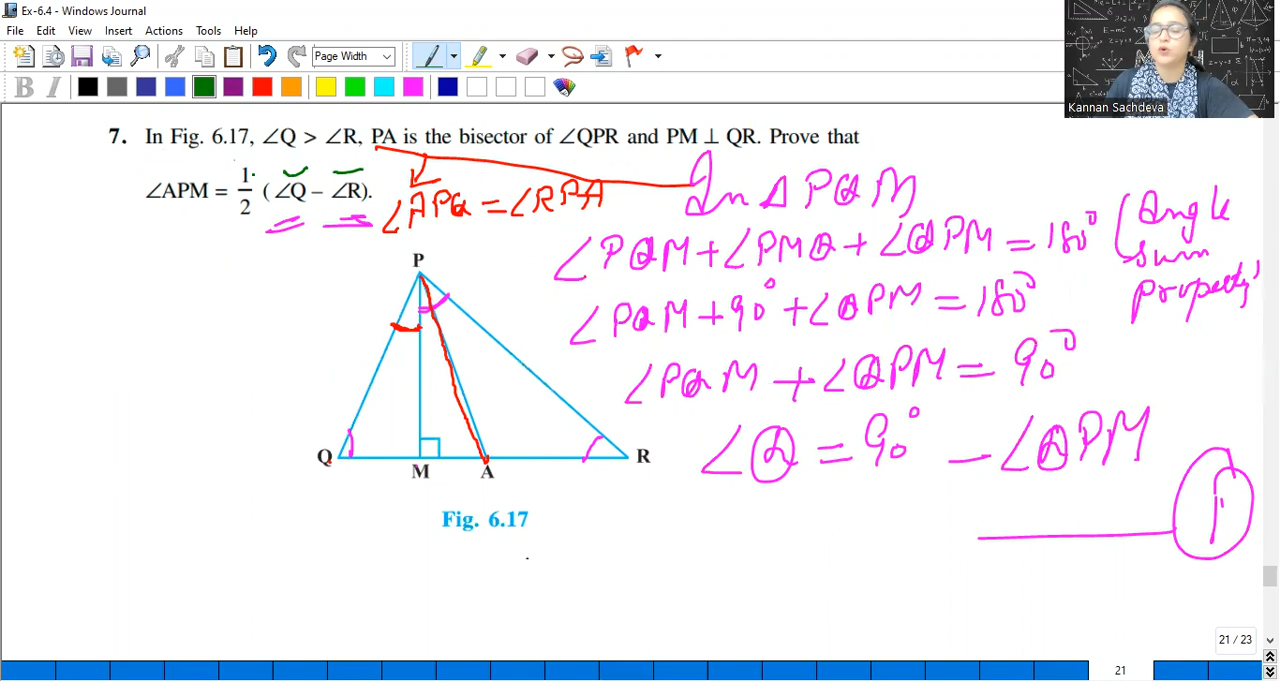 Ex-6.4 - Windows Journal
File Edit View Insert Actions Tools Help
Page Width
B I
Kannan Sachdeva
7. In Fig. 6.17, ∠Q > ∠R, PA is the bisector of ∠QPR and PM ⊥ QR. Prove that
∠APM = 1/2 (∠Q – ∠R).
∠APQ = ∠RPA
In Δ PQM
∠PQM + ∠PMQ + ∠QPM = 180° (Angle sum property)
∠PQM + 90° + ∠QPM = 180°
∠PQM + ∠QPM = 90°
∠Q = 90° – ∠QPM
1
P
Q M A R
Fig. 6.17
21 / 23
21